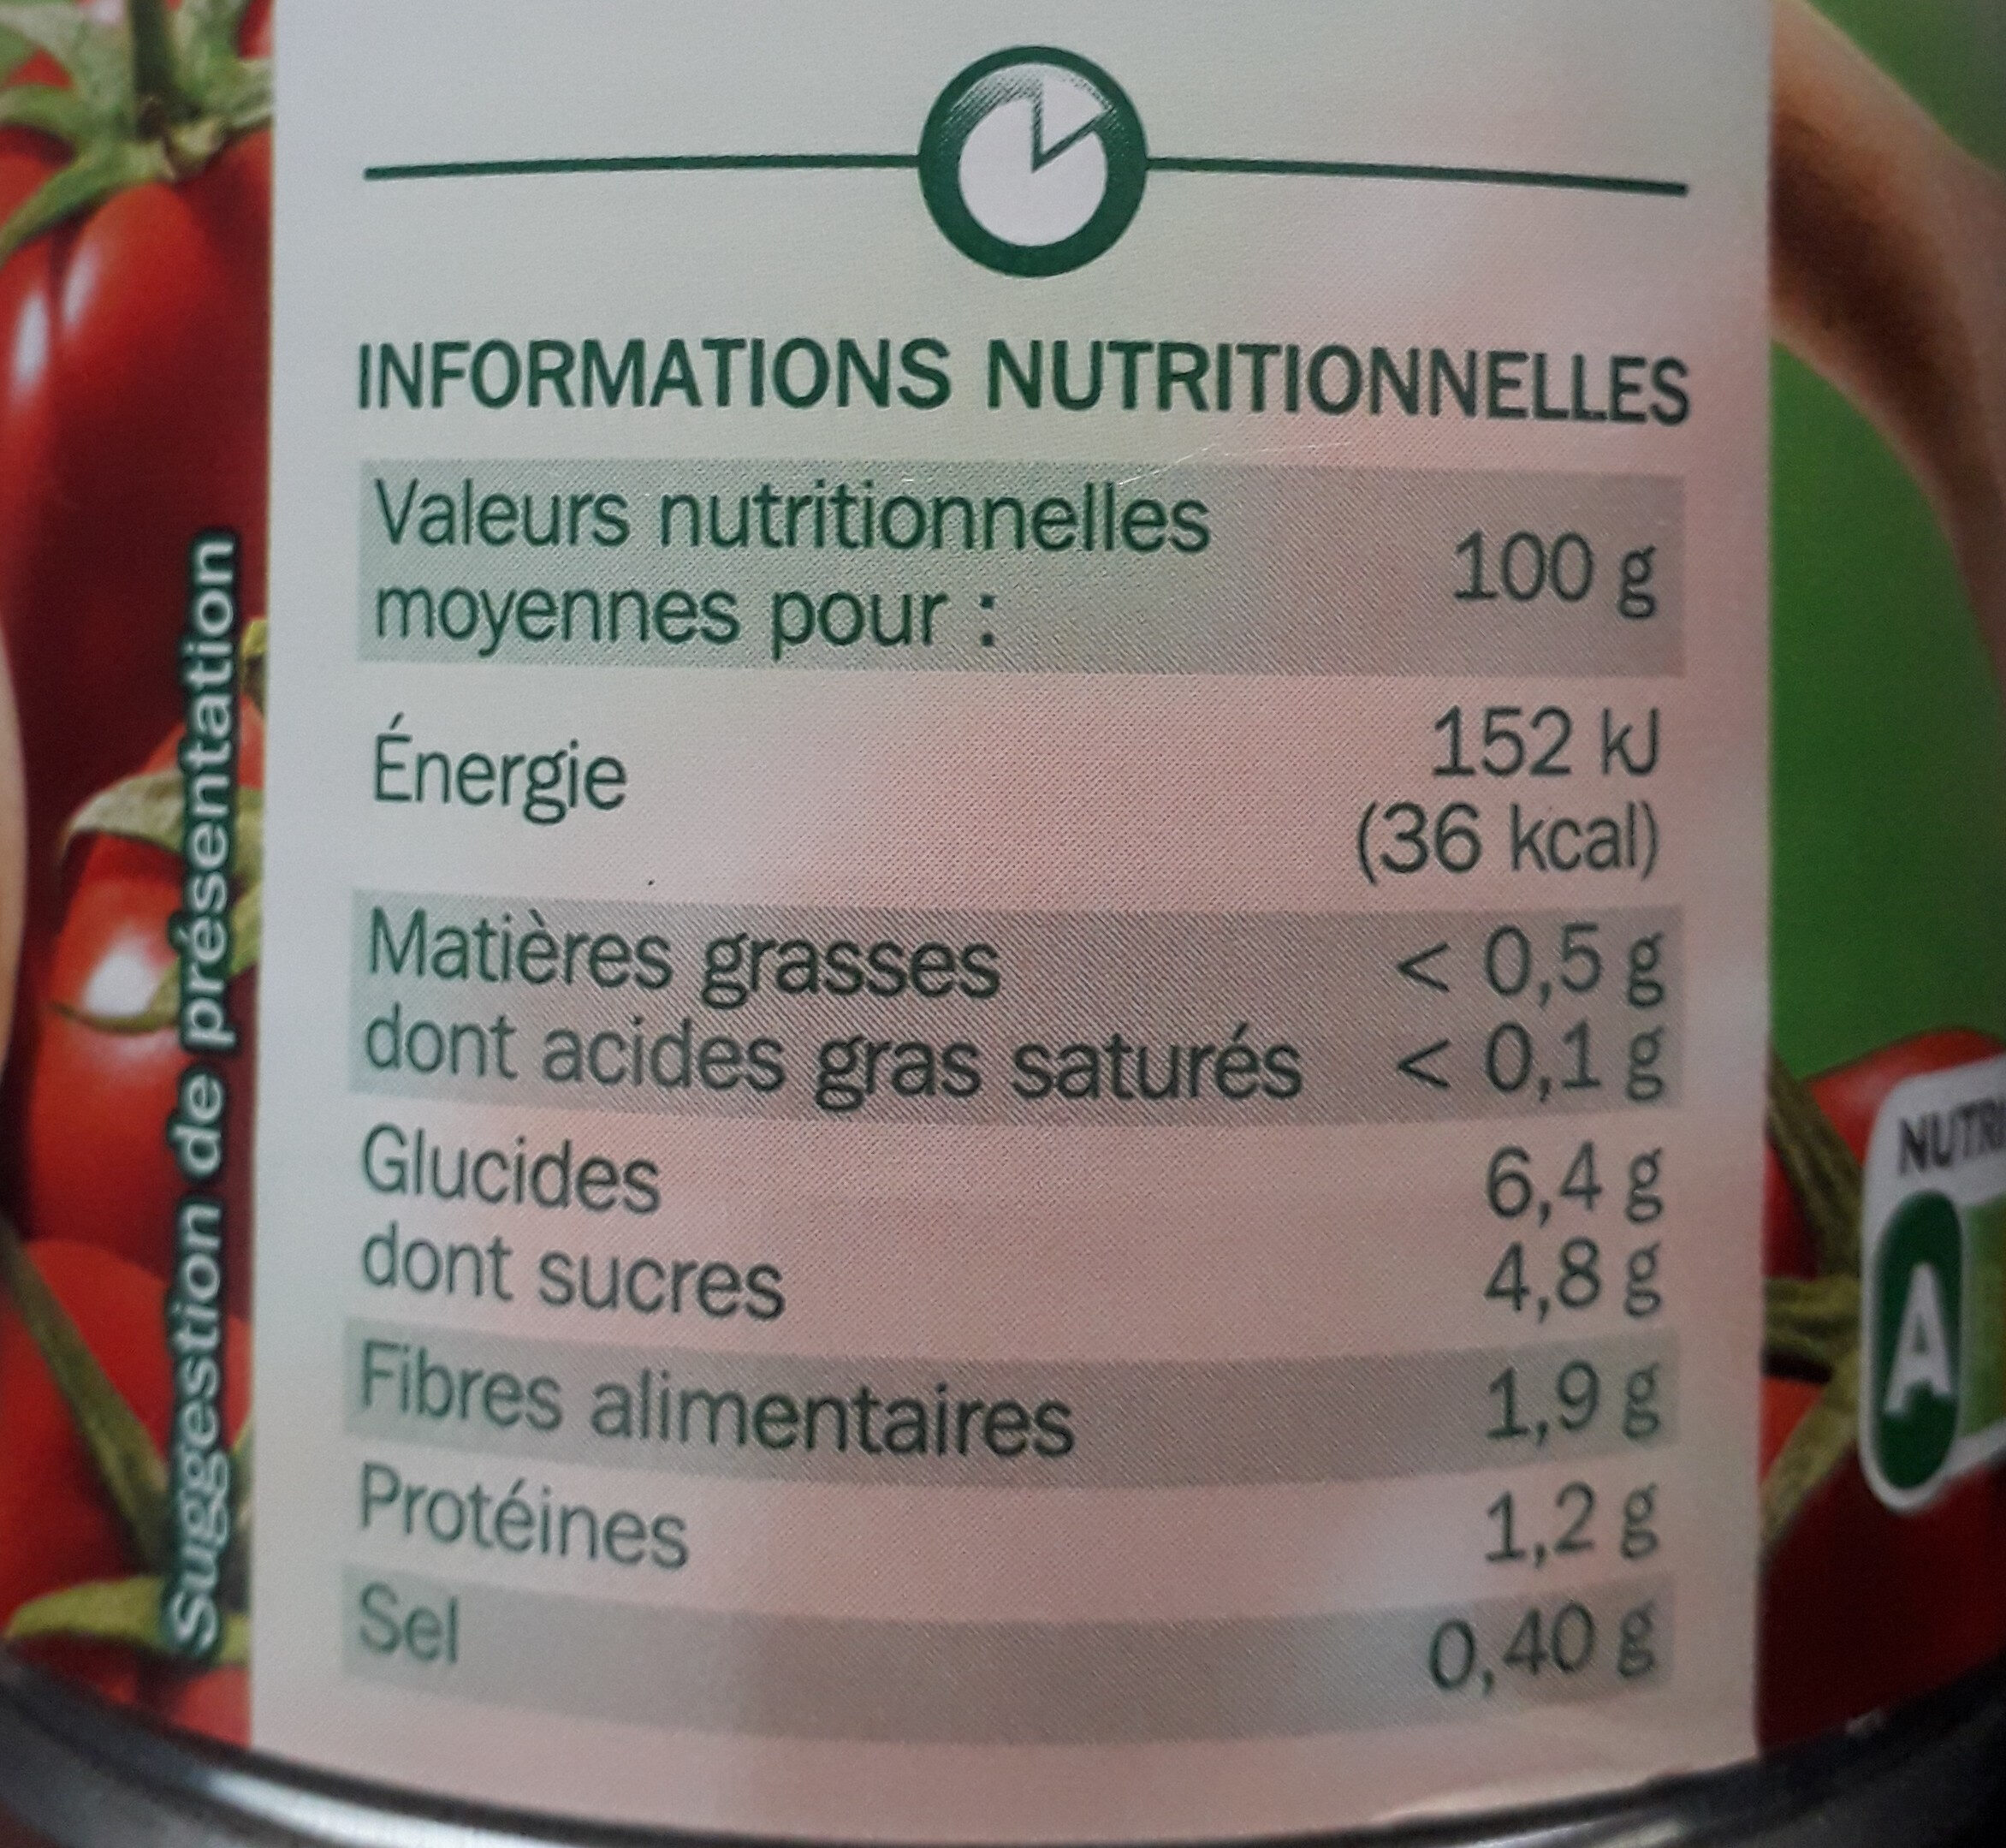 INFORMATIONS NUTRITIONNELLES
Valeurs nutritionnelles
moyennes pour :
100 g
Énergie
152 kJ
(36 kcal)
Matières grasses < 0,5 g
dont acides gras saturés < 0,1 g
Glucides 6,4 g
dont sucres 4,8 g
Fibres alimentaires 1,9 g
Protéines 1,2 g
Sel 0,40 g
Suggestion de présentation
A